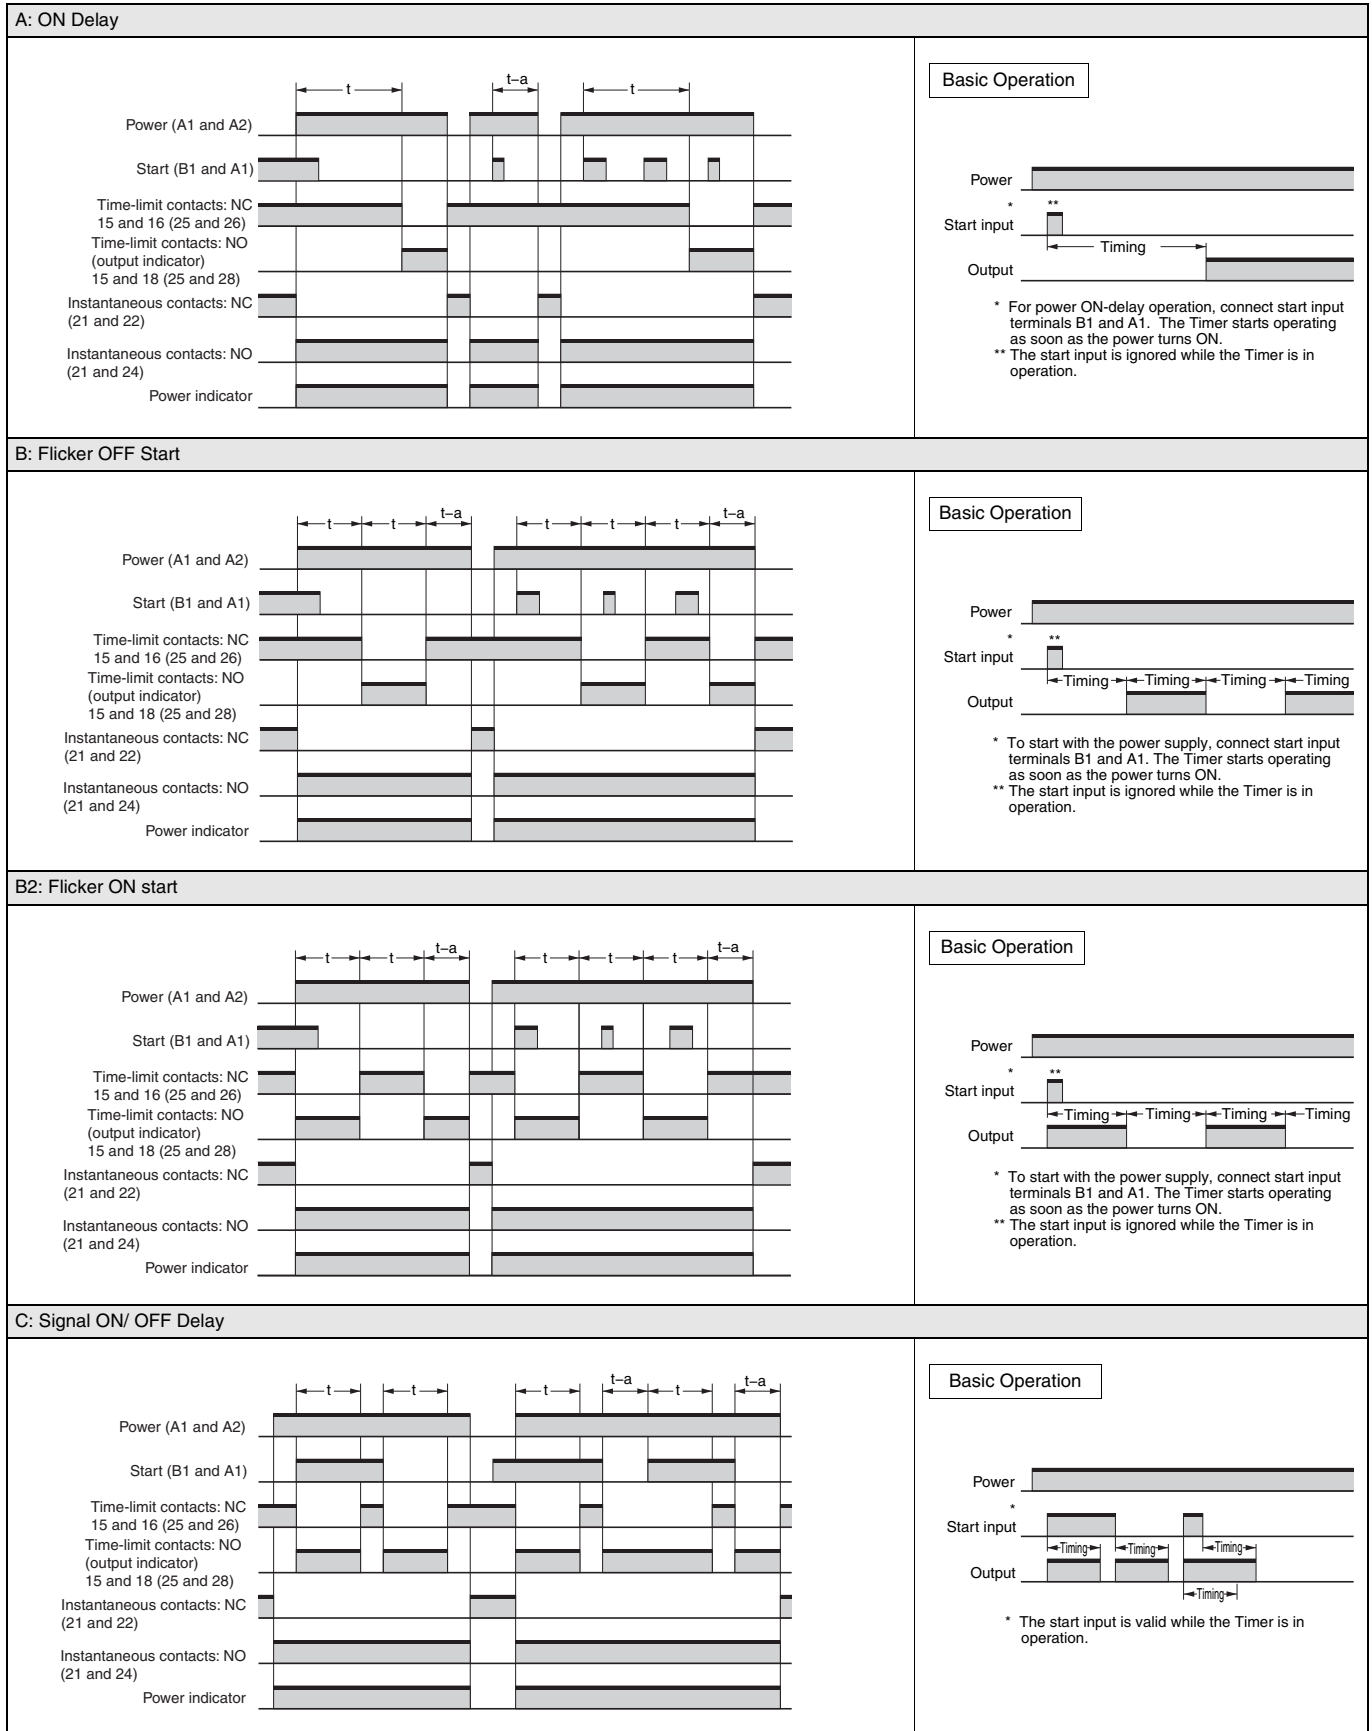 A: ON Delay
t
t–a
t
Power (A1 and A2)
Start (B1 and A1)
Time-limit contacts: NC
15 and 16 (25 and 26)
Time-limit contacts: NO
(output indicator)
15 and 18 (25 and 28)
Instantaneous contacts: NC
(21 and 22)
Instantaneous contacts: NO
(21 and 24)
Power indicator
Basic Operation
Power
*
**
Start input
Timing
Output
* For power ON-delay operation, connect start input
terminals B1 and A1. The Timer starts operating
as soon as the power turns ON.
** The start input is ignored while the Timer is in
operation.
B: Flicker OFF Start
t
t
t–a
t
t
t
t–a
Power (A1 and A2)
Start (B1 and A1)
Time-limit contacts: NC
15 and 16 (25 and 26)
Time-limit contacts: NO
(output indicator)
15 and 18 (25 and 28)
Instantaneous contacts: NC
(21 and 22)
Instantaneous contacts: NO
(21 and 24)
Power indicator
Basic Operation
Power
*
**
Start input
Timing Timing Timing Timing
Output
* To start with the power supply, connect start input
terminals B1 and A1. The Timer starts operating
as soon as the power turns ON.
** The start input is ignored while the Timer is in
operation.
B2: Flicker ON start
t
t
t–a
t
t
t
t–a
Power (A1 and A2)
Start (B1 and A1)
Time-limit contacts: NC
15 and 16 (25 and 26)
Time-limit contacts: NO
(output indicator)
15 and 18 (25 and 28)
Instantaneous contacts: NC
(21 and 22)
Instantaneous contacts: NO
(21 and 24)
Power indicator
Basic Operation
Power
*
**
Start input
Timing Timing Timing Timing
Output
* To start with the power supply, connect start input
terminals B1 and A1. The Timer starts operating
as soon as the power turns ON.
** The start input is ignored while the Timer is in
operation.
C: Signal ON/ OFF Delay
t
t
t
t–a
t
t–a
Power (A1 and A2)
Start (B1 and A1)
Time-limit contacts: NC
15 and 16 (25 and 26)
Time-limit contacts: NO
(output indicator)
15 and 18 (25 and 28)
Instantaneous contacts: NC
(21 and 22)
Instantaneous contacts: NO
(21 and 24)
Power indicator
Basic Operation
Power
*
Start input
Timing Timing Timing
Output
Timing
* The start input is valid while the Timer is in
operation.